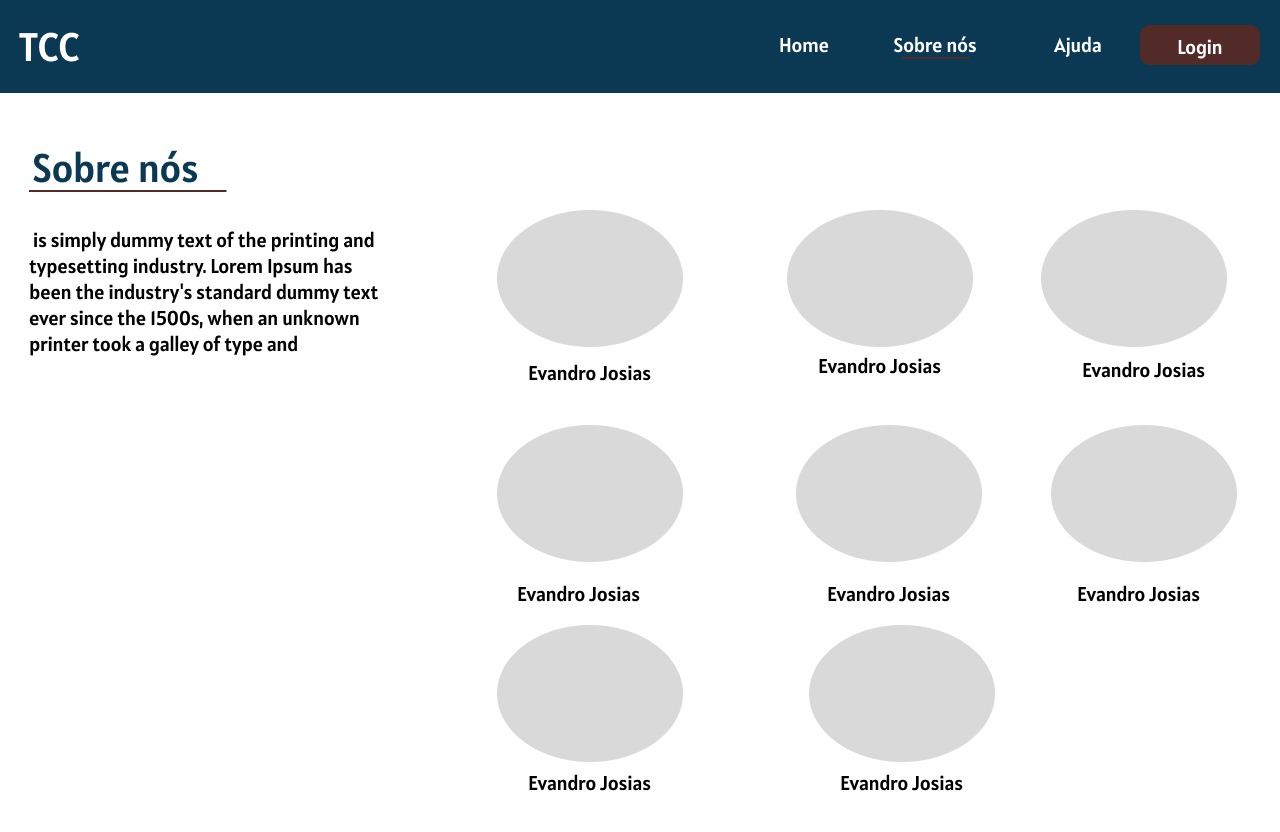 TCC
Home
Sobre nós
Ajuda
Login
Sobre nós
is simply dummy text of the printing and
typesetting industry. Lorem Ipsum has
been the industry's standard dummy text
ever since the 1500s, when an unknown
printer took a galley of type and
Evandro Josias
Evandro Josias
Evandro Josias
Evandro Josias
Evandro Josias
Evandro Josias
Evandro Josias
Evandro Josias